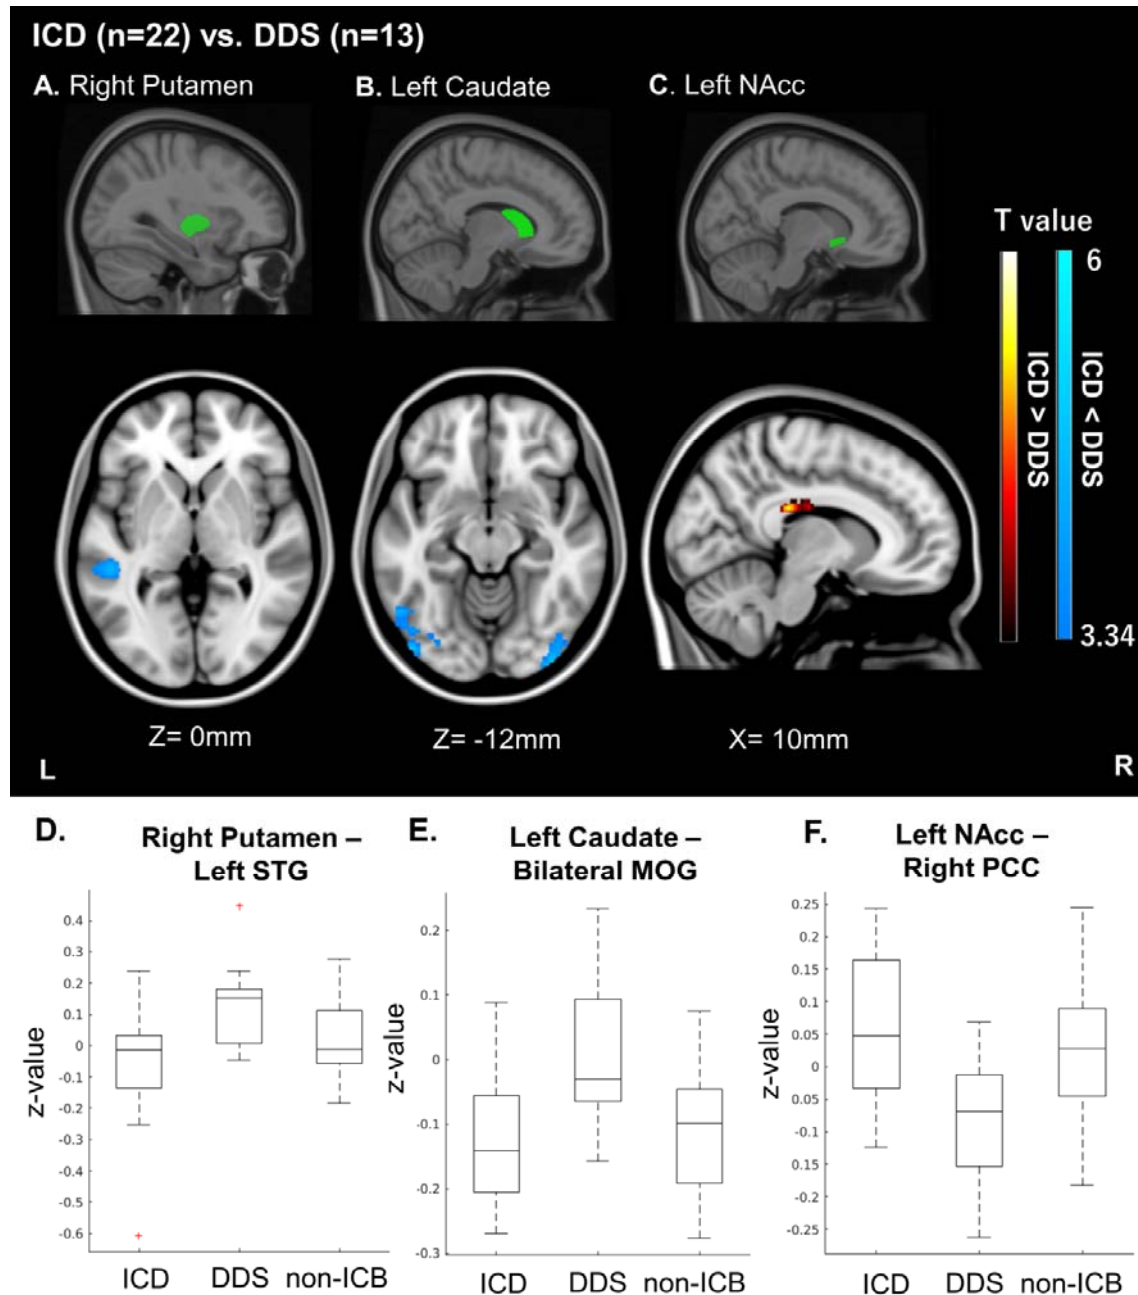 ICD (n=22) vs. DDS (n=13)
A. Right Putamen
B. Left Caudate
C. Left NAcc
T value
6
ICD > DDS
ICD < DDS
3.34
Z= 0mm
Z= -12mm
X= 10mm
L
R
D.
Right Putamen –
Left STG
z-value
0.4
0.3
0.2
0.1
0
-0.1
-0.2
-0.3
-0.4
-0.5
-0.6
ICD
DDS
non-ICB
E.
Left Caudate –
Bilateral MOG
z-value
0.2
0.1
0
-0.1
-0.2
-0.3
ICD
DDS
non-ICB
F.
Left NAcc –
Right PCC
z-value
0.25
0.2
0.15
0.1
0.05
0
0.05
-0.1
0.15
-0.2
-0.25
ICD
DDS
non-ICB